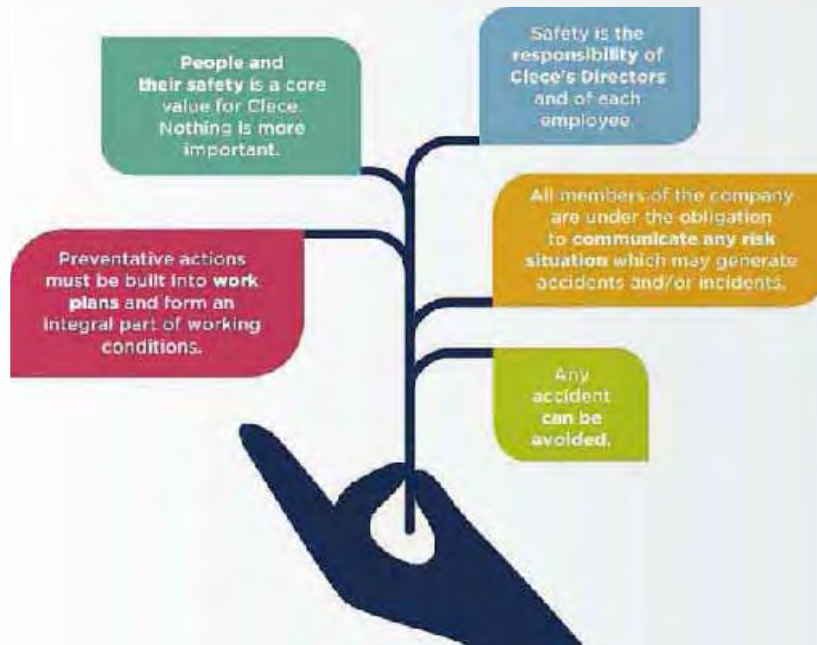 People and
their safety is a core
value for Clece.
Nothing is more
important.
Safety is the
responsibility of
Clece's Directors
and of each
employee.
Preventative actions
must be built into work
plans and form an
integral part of working
conditions.
All members of the company
are under the obligation
to communicate any risk
situation which may generate
accidents and/or incidents.
Any
accident
can be
avoided.